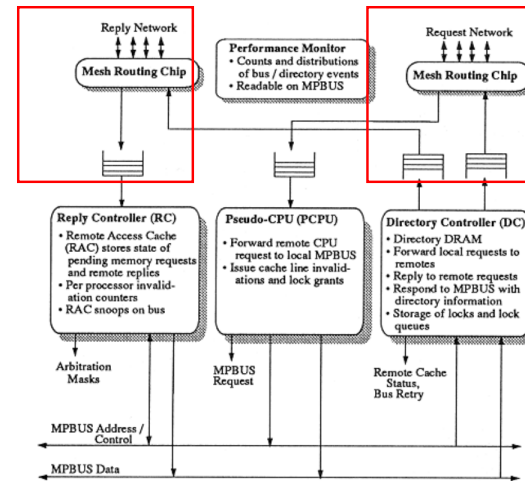 Reply Network
Mesh Routing Chip
Performance Monitor
• Counts and distributions
of bus / directory events
• Readable on MPBUS
Request Network
Mesh Routing Chip
Reply Controller (RC)
• Remote Access Cache
(RAC) stores state of
pending memory requests
and remote replies
• Per processor invalid-
ation counters
• RAC snoops on bus
Pseudo-CPU (PCPU)
• Forward remote CPU
request to local MPBUS
• Issue cache line invalid-
ations and lock grants
Directory Controller (DC)
• Directory DRAM
• Forward local requests to
remotes
• Reply to remote requests
• Respond to MPBUS with
directory information
• Storage of locks and lock
queues
Arbitration
Masks
MPBUS
Request
Remote Cache
Status,
Bus Retry
MPBUS Address /
Control
MPBUS Data